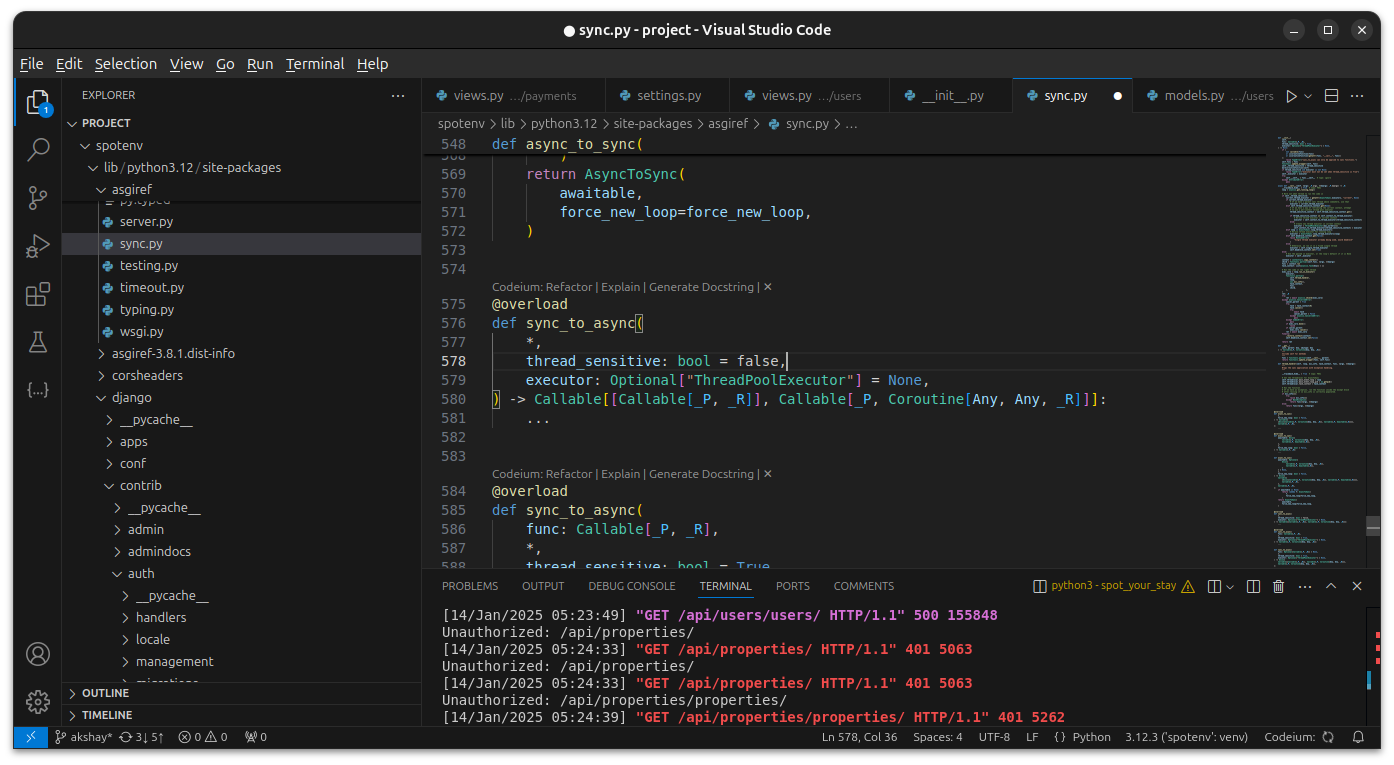 sync.py - project - Visual Studio Code
File Edit Selection View Go Run Terminal Help
1
EXPLORER
PROJECT
spotenv
lib / python3.12 / site-packages
asgiref
py.typed
server.py
sync.py
testing.py
timeout.py
typing.py
wsgi.py
asgiref-3.8.1.dist-info
corsheaders
django
__pycache__
apps
conf
contrib
__pycache__
admin
admindocs
auth
__pycache__
handlers
locale
management
migrations
OUTLINE
TIMELINE
views.py .../payments settings.py views.py .../users __init__.py sync.py models.py .../users
spotenv > lib > python3.12 > site-packages > asgiref > sync.py > ...
548 def async_to_sync(
568 )
569 return AsyncToSync(
570 awaitable,
571 force_new_loop=force_new_loop,
572 )
573
574
Codeium: Refactor | Explain | Generate Docstring | ✕
575 @overload
576 def sync_to_async(
577 *,
578 thread_sensitive: bool = false,
579 executor: Optional["ThreadPoolExecutor"] = None,
580 ) -> Callable[[Callable[_P, _R]], Callable[_P, Coroutine[Any, Any, _R]]]:
581 ...
582
583
Codeium: Refactor | Explain | Generate Docstring | ✕
584 @overload
585 def sync_to_async(
586 func: Callable[_P, _R],
587 *,
588 thread_sensitive: bool = True
PROBLEMS OUTPUT DEBUG CONSOLE TERMINAL PORTS COMMENTS
python3 - spot_your_stay
[14/Jan/2025 05:23:49] "GET /api/users/users/ HTTP/1.1" 500 155848
Unauthorized: /api/properties/
[14/Jan/2025 05:24:33] "GET /api/properties/ HTTP/1.1" 401 5063
Unauthorized: /api/properties/
[14/Jan/2025 05:24:33] "GET /api/properties/ HTTP/1.1" 401 5063
Unauthorized: /api/properties/properties/
[14/Jan/2025 05:24:39] "GET /api/properties/properties/ HTTP/1.1" 401 5262
akshay* 3↓ 5↑ 0 0 0 Ln 578, Col 36 Spaces: 4 UTF-8 LF {} Python 3.12.3 ('spotenv': venv) Codeium: